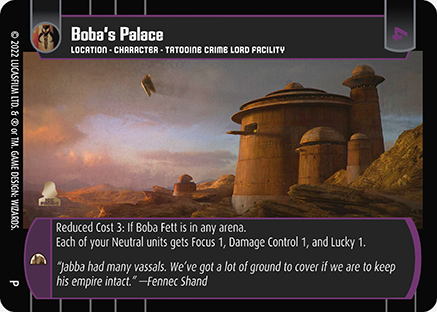 Boba's Palace
LOCATION - CHARACTER - TATOOINE CRIME LORD FACILITY
4
© 2022 LUCASFILM LTD. & ® or TM. GAME DESIGN: WIZARDS.
P
Reduced Cost 3: If Boba Fett is in any arena.
Each of your Neutral units gets Focus 1, Damage Control 1, and Lucky 1.
“Jabba had many vassals. We've got a lot of ground to cover if we are to keep
his empire intact.” —Fennec Shand